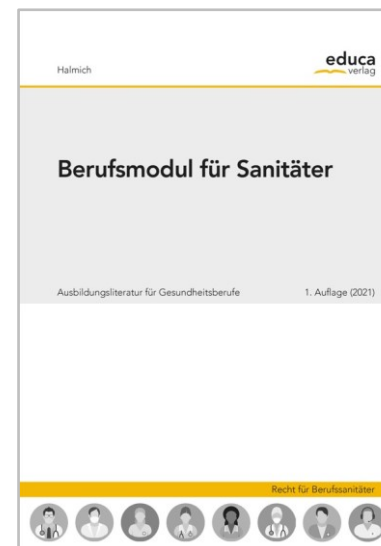 Halmich
educa
verlag
Berufsmodul für Sanitäter
Ausbildungsliteratur für Gesundheitsberufe 1. Auflage (2021)
Recht für Berufssanitäter